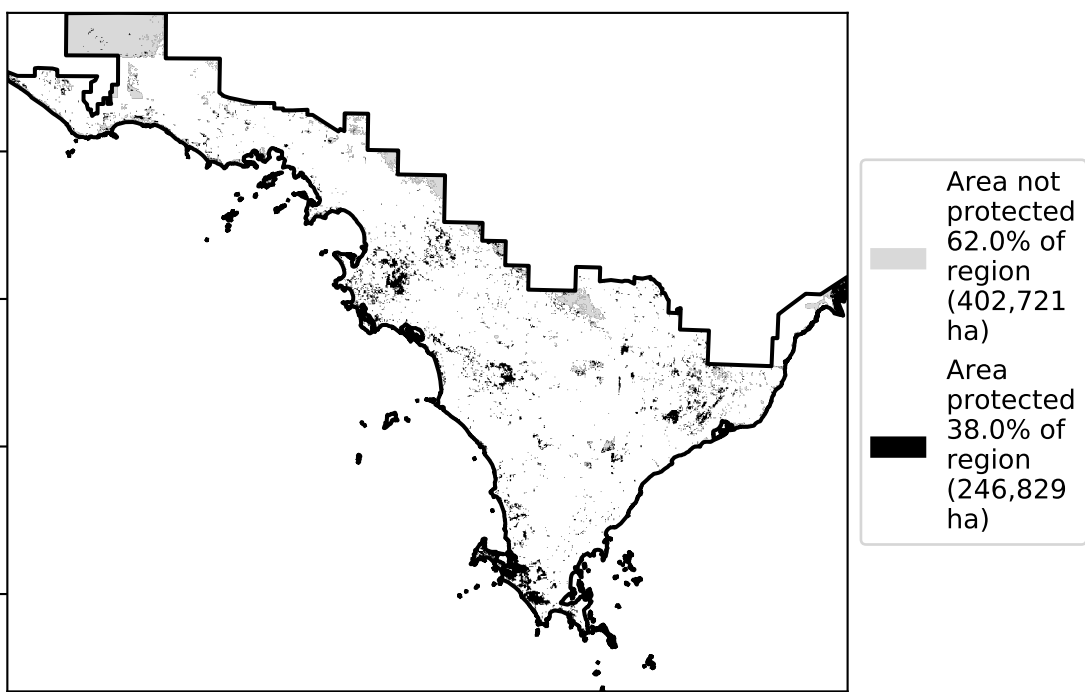 Area not
protected
62.0% of
region
(402,721
ha)
Area
protected
38.0% of
region
(246,829
ha)